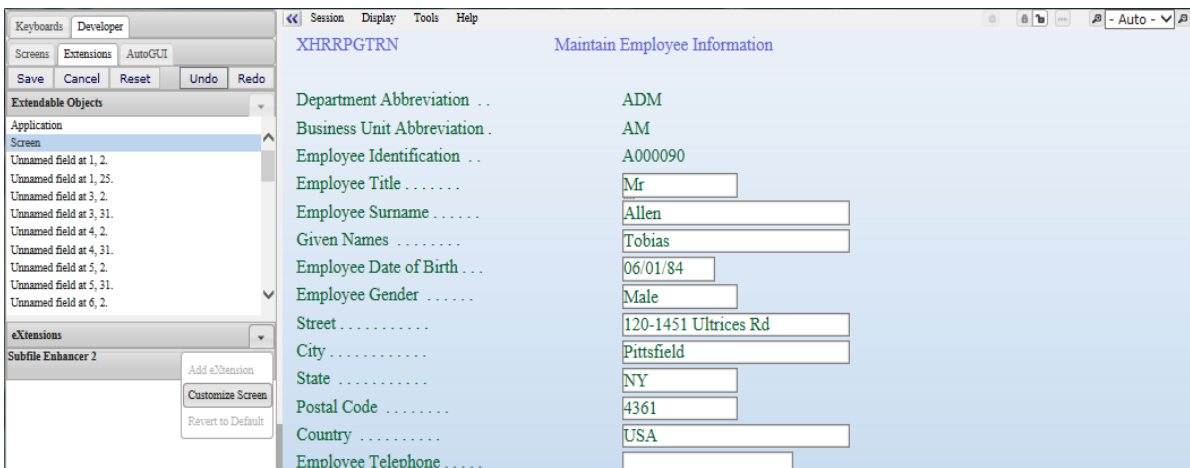 Keyboards Developer
Screens Extensions AutoGUI
Save Cancel Reset Undo Redo
Extendable Objects
Application
Screen
Unnamed field at 1, 2.
Unnamed field at 1, 25.
Unnamed field at 3, 2.
Unnamed field at 3, 31.
Unnamed field at 4, 2.
Unnamed field at 4, 31.
Unnamed field at 5, 2.
Unnamed field at 5, 31.
Unnamed field at 6, 2.
eXtensions
Subfile Enhancer 2
Add eXtension
Customize Screen
Revert to Default
Session Display Tools Help
- Auto -
XHRRPGTRN Maintain Employee Information
Department Abbreviation . . ADM
Business Unit Abbreviation . AM
Employee Identification . . A000090
Employee Title . . . . . . . Mr
Employee Surname . . . . . . Allen
Given Names . . . . . . . . Tobias
Employee Date of Birth . . . 06/01/84
Employee Gender . . . . . . Male
Street . . . . . . . . . . . 120-1451 Ultrices Rd
City . . . . . . . . . . . . Pittsfield
State . . . . . . . . . . . NY
Postal Code . . . . . . . . 4361
Country . . . . . . . . . . USA
Employee Telephone . . . . .